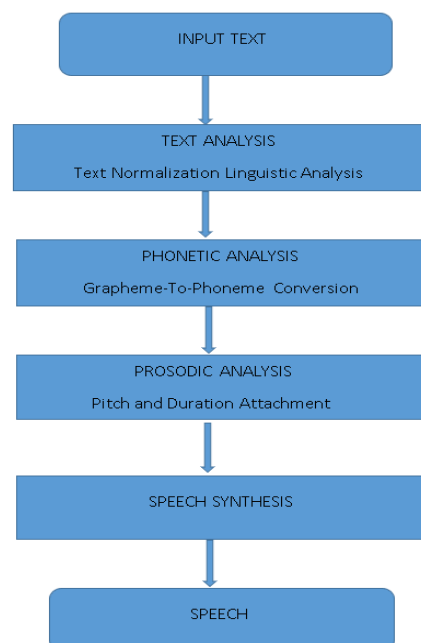 INPUT TEXT
TEXT ANALYSIS
Text Normalization Linguistic Analysis
PHONETIC ANALYSIS
Grapheme-To-Phoneme Conversion
PROSODIC ANALYSIS
Pitch and Duration Attachment
SPEECH SYNTHESIS
SPEECH